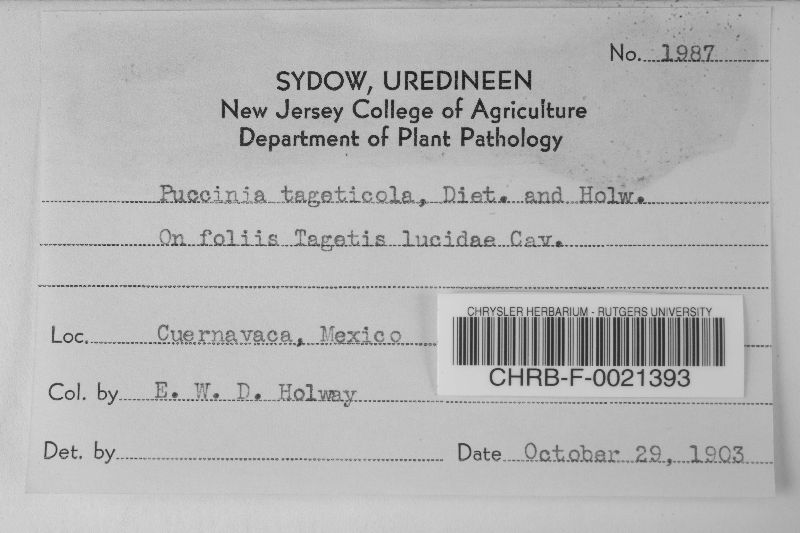 No. 1987
SYDOW, UREDINEEN
New Jersey College of Agriculture
Department of Plant Pathology
Puccinia tageticola, Diet. and Holw.
On foliis Tagetis lucidae Cav.
Loc. Cuernavaca, Mexico
CHRYSLER HERBARIUM - RUTGERS UNIVERSITY
CHRB-F-0021393
Col. by E. W. D. Holway
Det. by
Date October 29, 1903